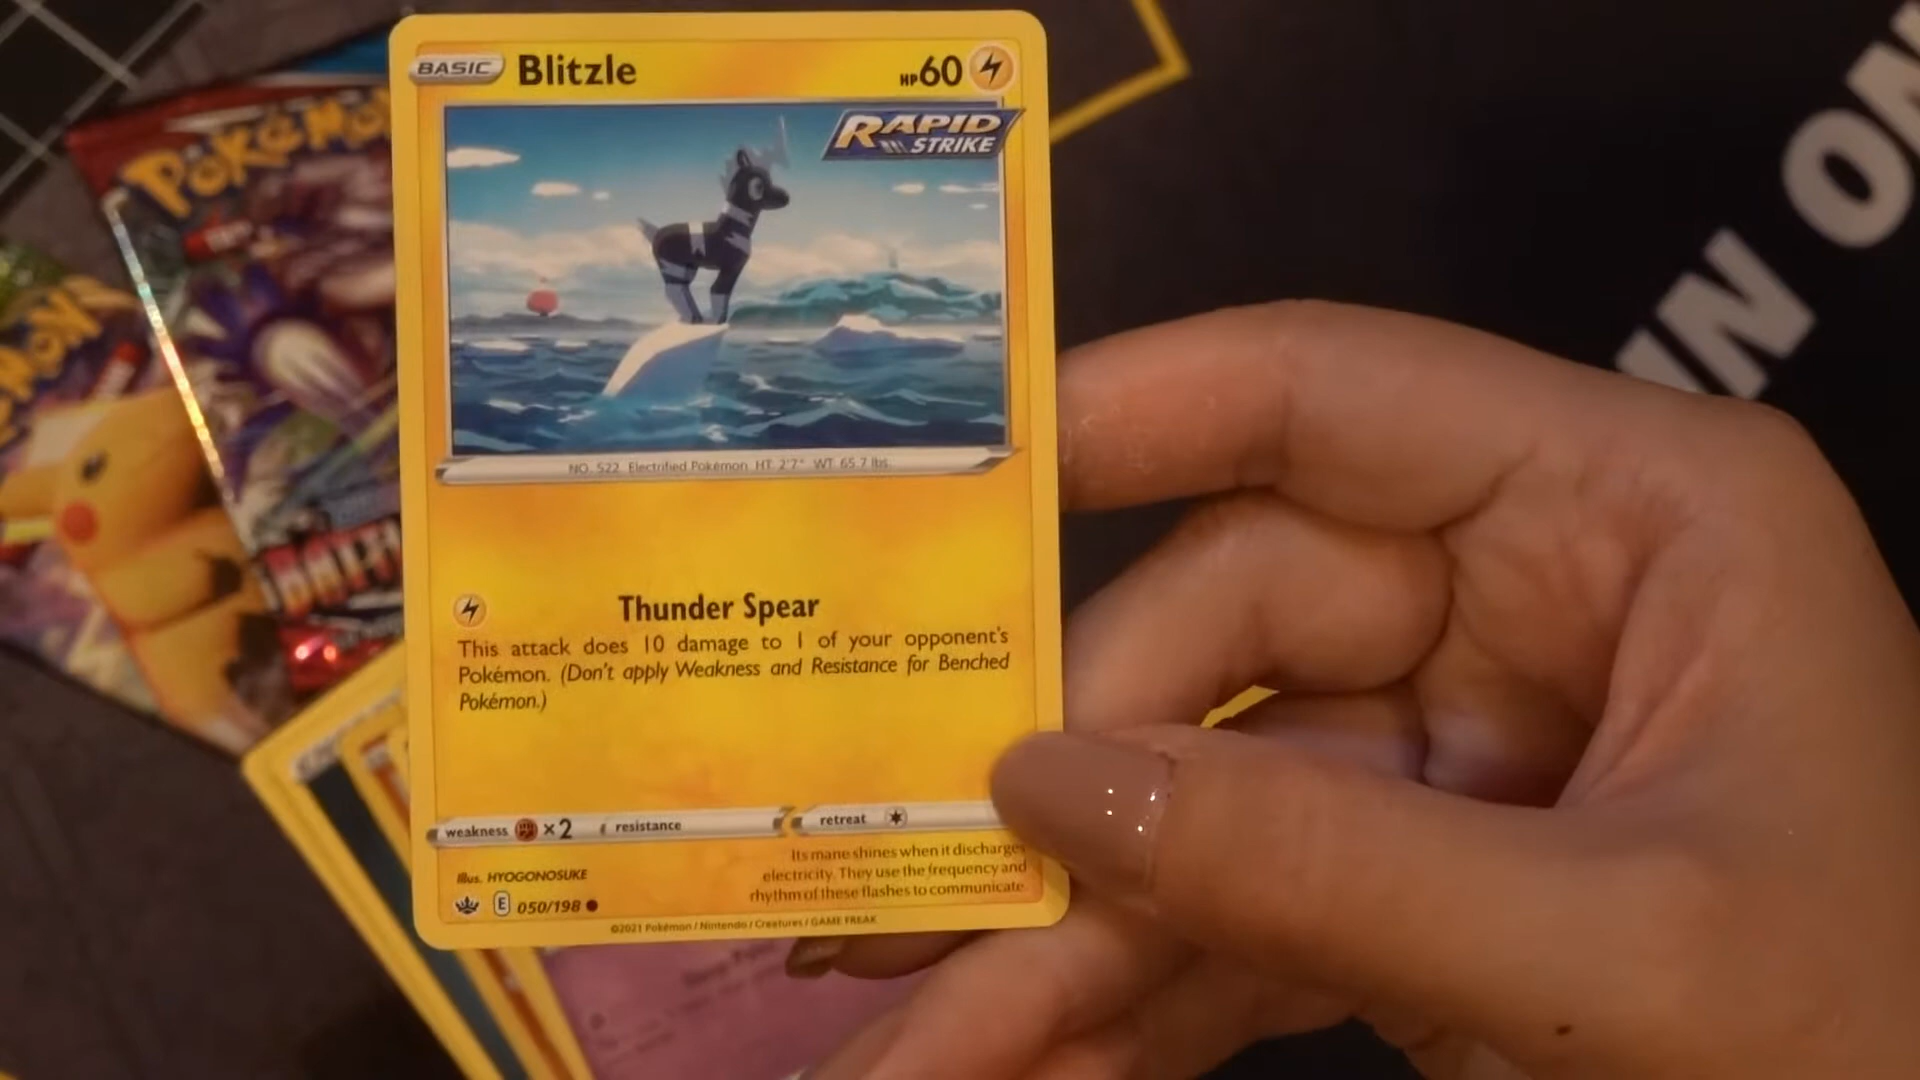 BASIC Blitzle HP60
RAPID
STRIKE
NO. 522 Electrified Pokémon HT 2'7" WT 65.7 lbs.
Thunder Spear
This attack does 10 damage to 1 of your opponent's
Pokémon. (Don't apply Weakness and Resistance for Benched
Pokémon.)
weakness ×2 resistance retreat
Its mane shines when it discharges
electricity. They use the frequency and
rhythm of these flashes to communicate.
Illus. HYOGONOSUKE
E 050/198
©2021 Pokémon / Nintendo / Creatures / GAME FREAK
POKéMO